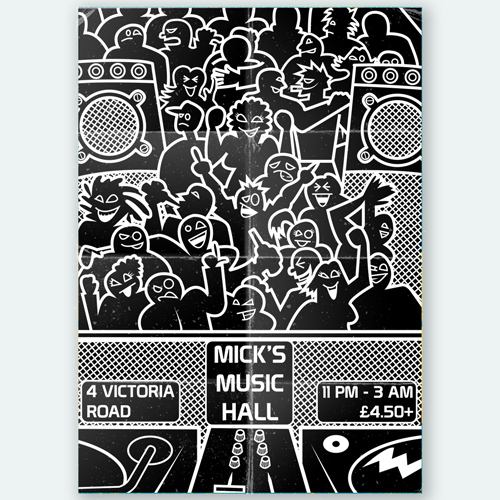 MICK'S
MUSIC
HALL
4 VICTORIA
ROAD
11 PM - 3 AM
£4.50+